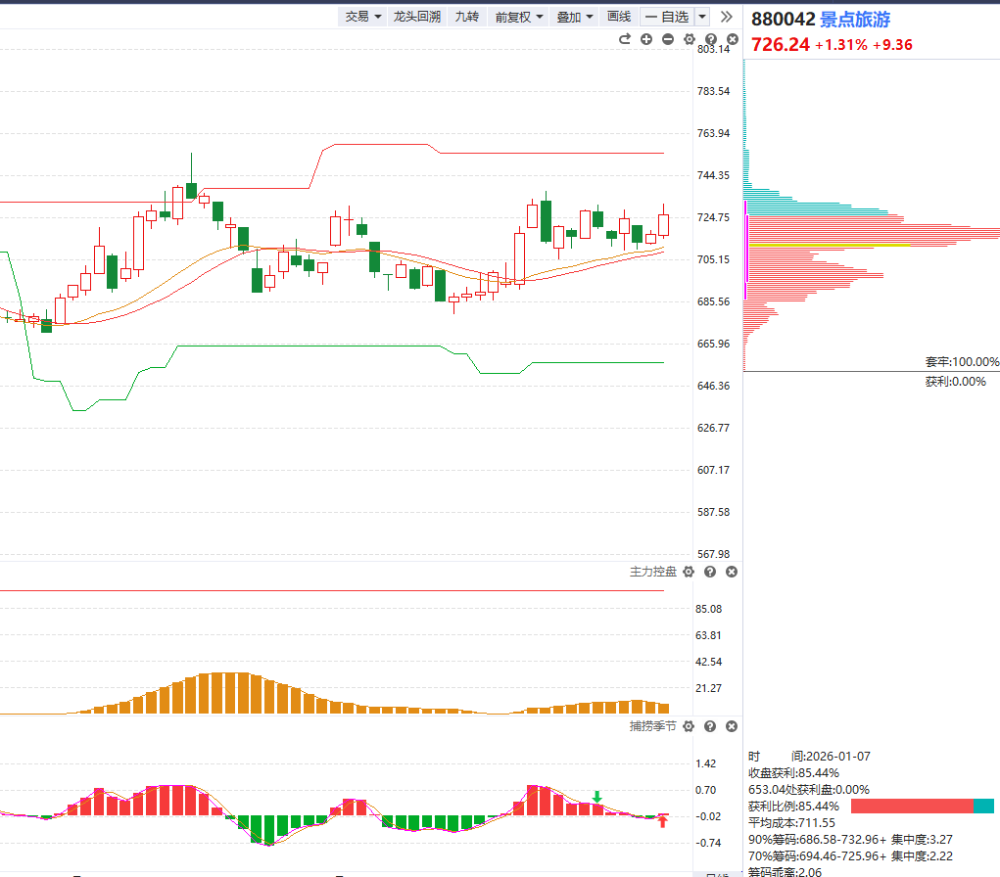 交易 龙头回溯 九转 前复权 叠加 画线 一 自选
880042 景点旅游
726.24 +1.31% +9.36
803.14
783.54
763.94
744.35
724.75
705.15
685.56
665.96
646.36
626.77
607.17
587.58
567.98
套牢:100.00%
获利:0.00%
主力控盘
85.08
63.81
42.54
21.27
捕捞季节
1.42
0.70
-0.02
-0.74
时 间:2026-01-07
收盘获利:85.44%
653.04处获利盘:0.00%
获利比例:85.44%
平均成本:711.55
90%筹码:686.58-732.96+ 集中度:3.27
70%筹码:694.46-725.96+ 集中度:2.22
筹码乖离:2.06